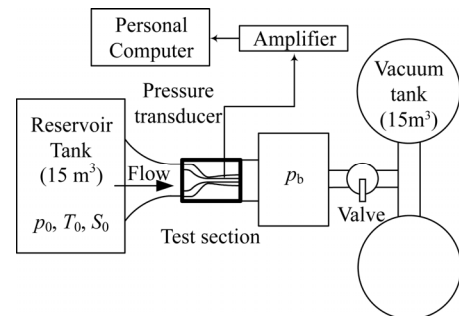 Personal
Computer
Amplifier
Pressure
transducer
Vacuum
tank
(15m³)
Reservoir
Tank
(15 m³)
Flow
p₀, T₀, S₀
Test section
p_b
Valve